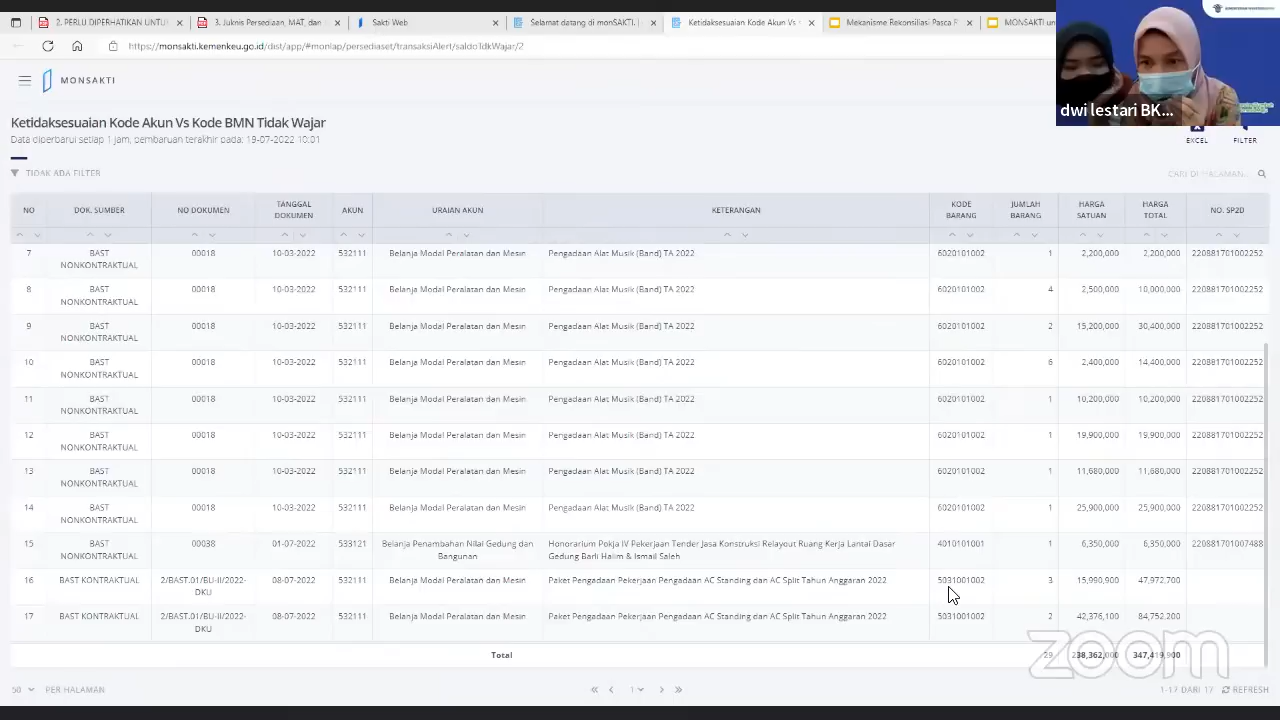 2. PERLU DIPERHATIKAN UNTU
3. Juknis Persediaan, MAT, dan
Sakti Web
Selamat datang di monSAKTI.
Ketidaksesuaian Kode Akun Vs
Mekanisme Rekonsiliasi Pasca
MONSAKTI un
https://monsakti.kemenkeu.go.id/dist/app/#monlap/persediaset/transaksiAlert/saldoTdkWajar/2
MONSAKTI
dwi lestari BK...
Ketidaksesuaian Kode Akun Vs Kode BMN Tidak Wajar
Data diperbarui setiap 1 jam, pembaruan terakhir pada: 19-07-2022 10:01
EXCEL FILTER
TIDAK ADA FILTER CARI DI HALAMAN...
NO DOK. SUMBER NO DOKUMEN TANGGAL DOKUMEN AKUN URAIAN AKUN KETERANGAN KODE BARANG JUMLAH BARANG HARGA SATUAN HARGA TOTAL NO. SP2D
7 BAST NONKONTRAKTUAL 00018 10-03-2022 532111 Belanja Modal Peralatan dan Mesin Pengadaan Alat Musik (Band) TA 2022 6020101002 1 2,200,000 2,200,000 220881701002252
8 BAST NONKONTRAKTUAL 00018 10-03-2022 532111 Belanja Modal Peralatan dan Mesin Pengadaan Alat Musik (Band) TA 2022 6020101002 4 2,500,000 10,000,000 220881701002252
9 BAST NONKONTRAKTUAL 00018 10-03-2022 532111 Belanja Modal Peralatan dan Mesin Pengadaan Alat Musik (Band) TA 2022 6020101002 2 15,200,000 30,400,000 220881701002252
10 BAST NONKONTRAKTUAL 00018 10-03-2022 532111 Belanja Modal Peralatan dan Mesin Pengadaan Alat Musik (Band) TA 2022 6020101002 6 2,400,000 14,400,000 220881701002252
11 BAST NONKONTRAKTUAL 00018 10-03-2022 532111 Belanja Modal Peralatan dan Mesin Pengadaan Alat Musik (Band) TA 2022 6020101002 1 10,200,000 10,200,000 220881701002252
12 BAST NONKONTRAKTUAL 00018 10-03-2022 532111 Belanja Modal Peralatan dan Mesin Pengadaan Alat Musik (Band) TA 2022 6020101002 1 19,900,000 19,900,000 220881701002252
13 BAST NONKONTRAKTUAL 00018 10-03-2022 532111 Belanja Modal Peralatan dan Mesin Pengadaan Alat Musik (Band) TA 2022 6020101002 1 11,680,000 11,680,000 220881701002252
14 BAST NONKONTRAKTUAL 00018 10-03-2022 532111 Belanja Modal Peralatan dan Mesin Pengadaan Alat Musik (Band) TA 2022 6020101002 1 25,900,000 25,900,000 220881701002252
15 BAST NONKONTRAKTUAL 00038 01-07-2022 533121 Belanja Penambahan Nilai Gedung dan Bangunan Honorarium Pokja IV Pekerjaan Tender Jasa Konstruksi Relayout Ruang Kerja Lantai Dasar Gedung Barli Halim & Ismail Saleh 4010101001 1 6,350,000 6,350,000 220881701007488
16 BAST KONTRAKTUAL 2/BAST.01/BU-II/2022-DKU 08-07-2022 532111 Belanja Modal Peralatan dan Mesin Paket Pengadaan Pekerjaan Pengadaan AC Standing dan AC Split Tahun Anggaran 2022 5031001002 3 15,990,900 47,972,700
17 BAST KONTRAKTUAL 2/BAST.01/BU-II/2022-DKU 08-07-2022 532111 Belanja Modal Peralatan dan Mesin Paket Pengadaan Pekerjaan Pengadaan AC Standing dan AC Split Tahun Anggaran 2022 5031001002 2 42,376,100 84,752,200
Total 29 238,362,000 347,419,900
zoom
50 PER HALAMAN 1 1-17 DARI 17 REFRESH